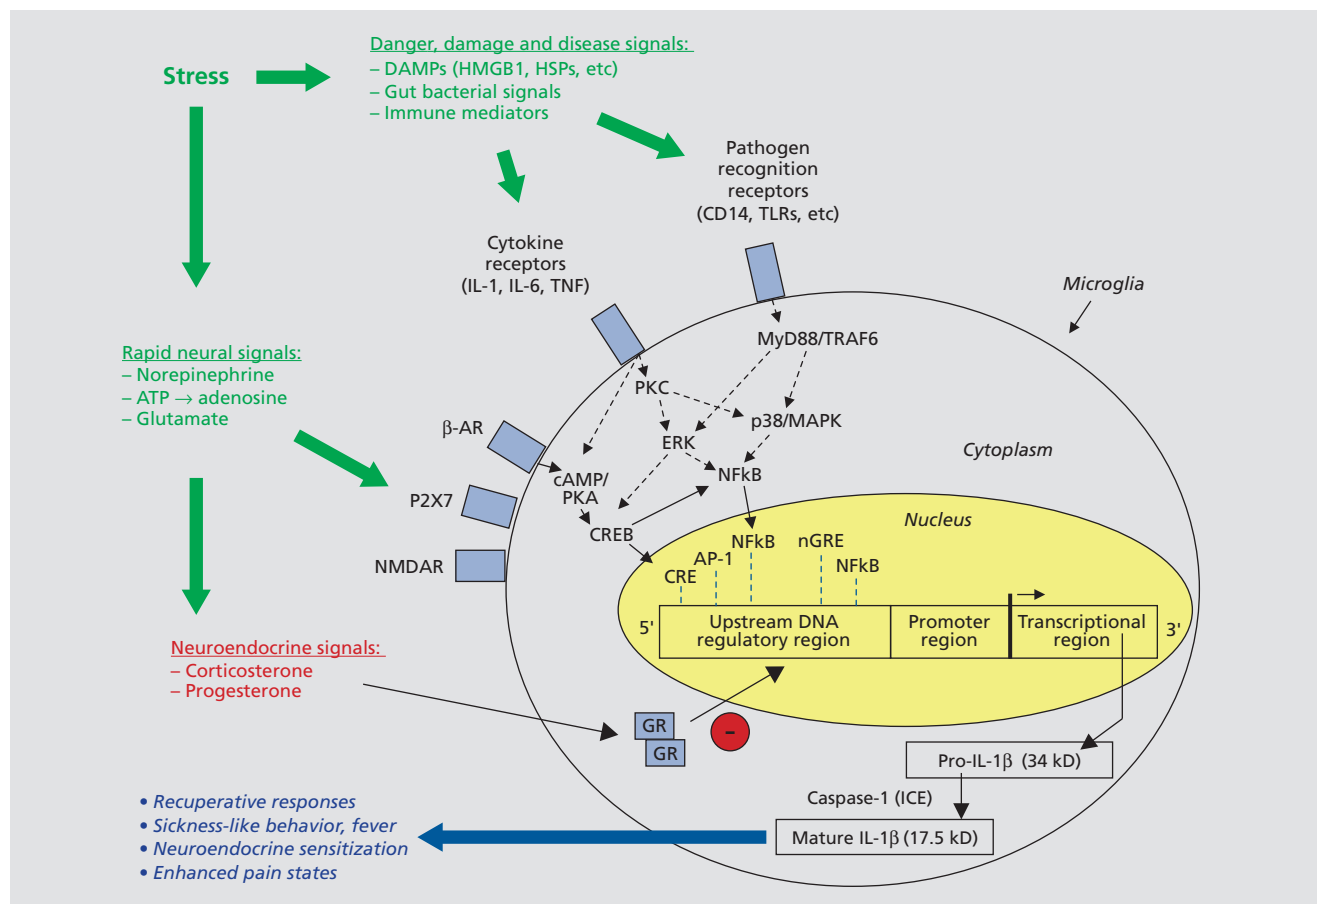 Stress
Danger, damage and disease signals:
– DAMPs (HMGB1, HSPs, etc)
– Gut bacterial signals
– Immune mediators
Pathogen
recognition
receptors
(CD14, TLRs, etc)
Cytokine
receptors
(IL-1, IL-6, TNF)
Microglia
Rapid neural signals:
– Norepinephrine
– ATP → adenosine
– Glutamate
MyD88/TRAF6
PKC
p38/MAPK
β-AR
ERK
Cytoplasm
cAMP/
PKA
NFkB
P2X7
CREB
Nucleus
NMDAR
NFkB
nGRE
AP-1
NFkB
CRE
5'
Upstream DNA
regulatory region
Promoter
region
Transcriptional
region
3'
Neuroendocrine signals:
– Corticosterone
– Progesterone
GR
GR
–
Pro-IL-1β (34 kD)
Caspase-1 (ICE)
Mature IL-1β (17.5 kD)
• Recuperative responses
• Sickness-like behavior, fever
• Neuroendocrine sensitization
• Enhanced pain states